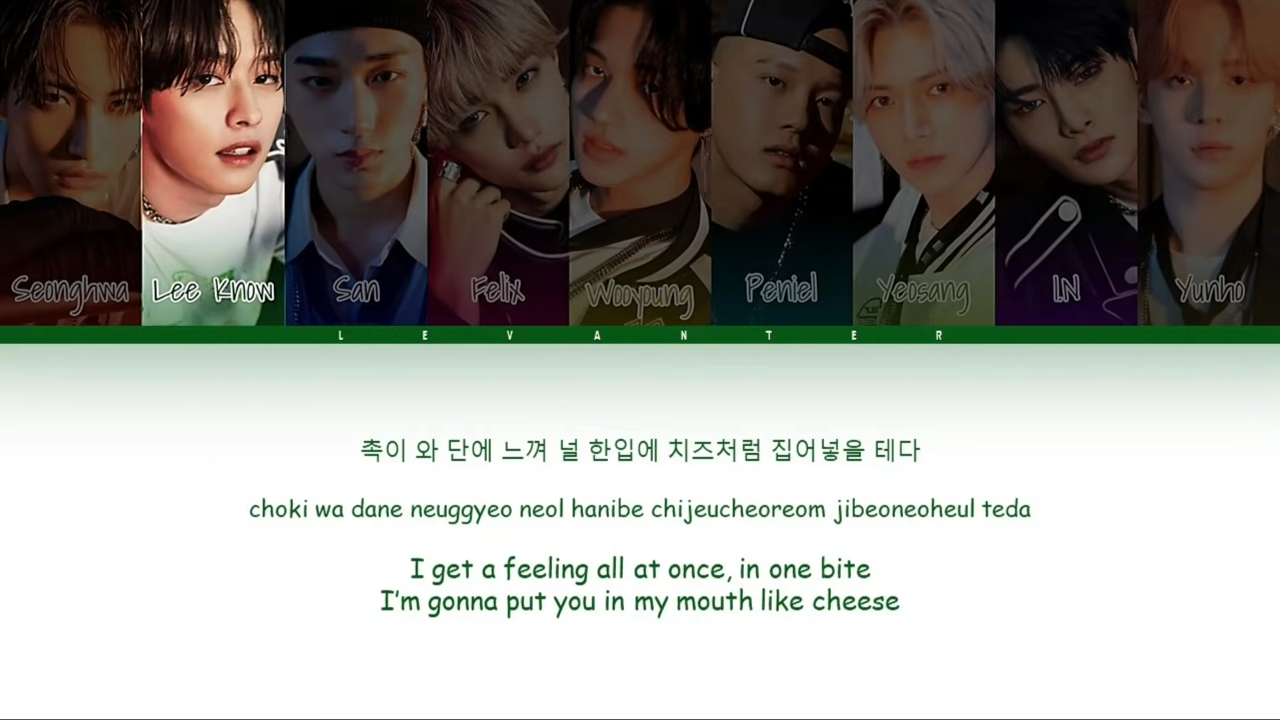 Seonghwa Lee Know San Felix Wooyoung Peniel Yeosang I.N Yunho
LEVANTER
촉이 와 단에 느껴 널 한입에 치즈처럼 집어넣을 테다
choki wa dane neuggyeo neol hanibe chijeucheoreom jibeoneoheul teda
I get a feeling all at once, in one bite
I'm gonna put you in my mouth like cheese